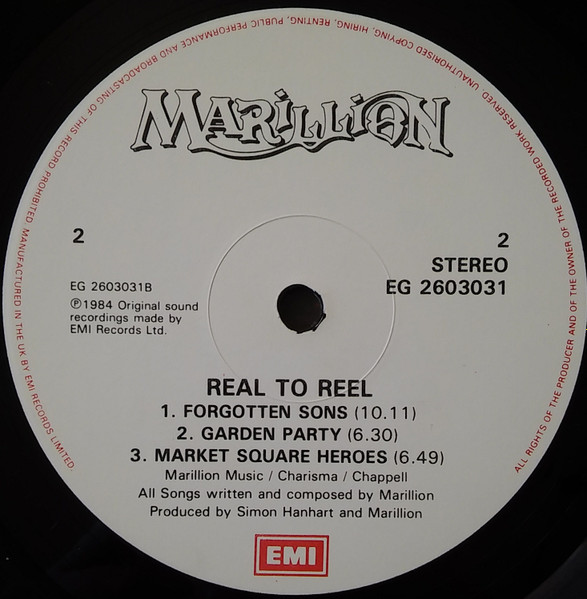 MARILLION
2
2
STEREO
EG 2603031
EG 2603031B
℗1984 Original sound
recordings made by
EMI Records Ltd.
REAL TO REEL
1. FORGOTTEN SONS (10.11)
2. GARDEN PARTY (6.30)
3. MARKET SQUARE HEROES (6.49)
Marillion Music / Charisma / Chappell
All Songs written and composed by Marillion
Produced by Simon Hanhart and Marillion
EMI
ALL RIGHTS OF THE PRODUCER AND OF THE OWNER OF THE RECORDED WORK RESERVED. UNAUTHORISED COPYING, HIRING, RENTING, PUBLIC PERFORMANCE AND BROADCASTING OF THIS RECORD PROHIBITED. MANUFACTURED IN THE UK BY EMI RECORDS LIMITED.